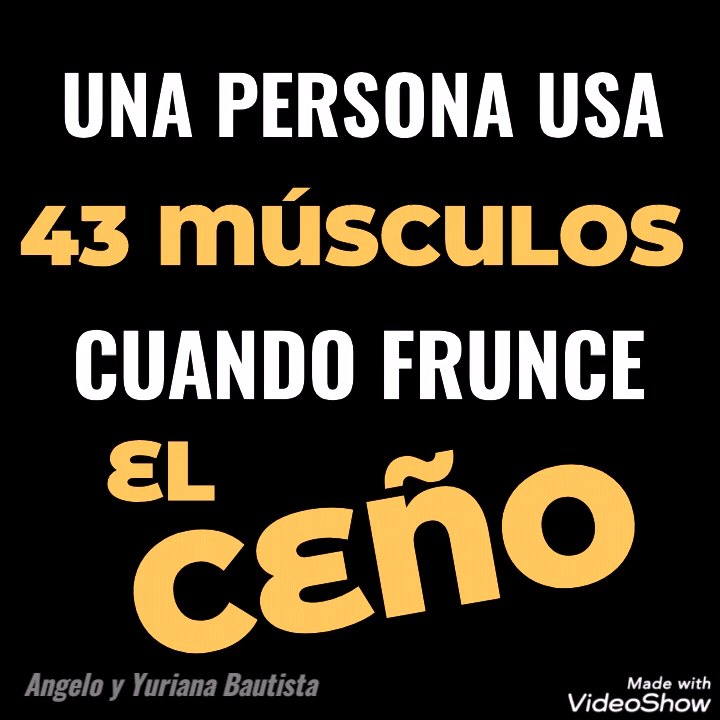 UNA PERSONA USA
43 músculos
CUANDO FRUNCE
EL
CEÑO
Angelo y Yuriana Bautista
Made with
VideoShow